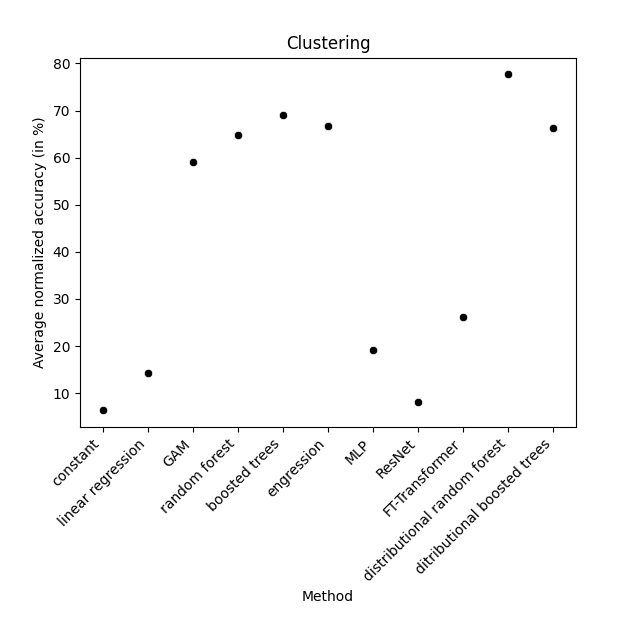 Clustering
Average normalized accuracy (in %)
80
70
60
50
40
30
20
10
constant
linear regression
GAM
random forest
boosted trees
engression
MLP
ResNet
FT-Transformer
distributional random forest
ditributional boosted trees
Method